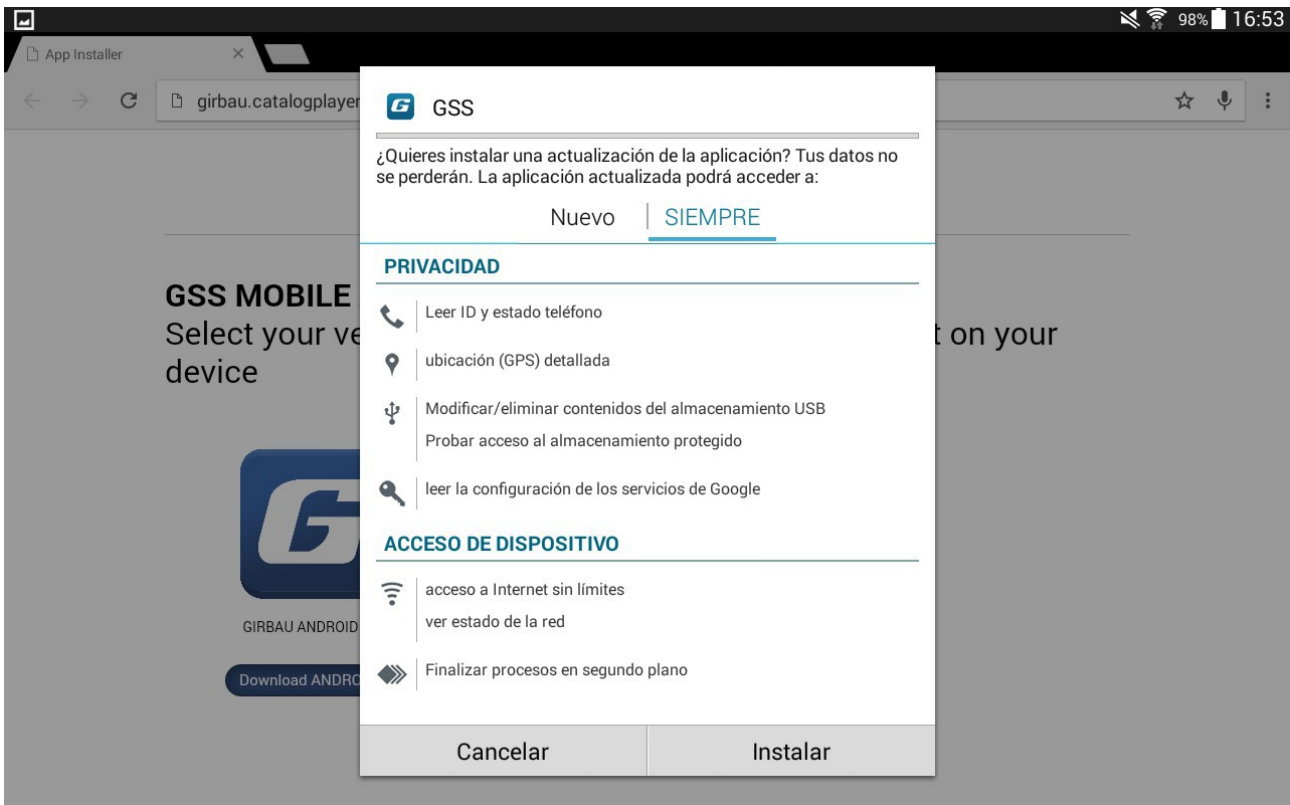 98% 16:53
App Installer
girbau.catalogplayer
GSS
¿Quieres instalar una actualización de la aplicación? Tus datos no
se perderán. La aplicación actualizada podrá acceder a:
Nuevo SIEMPRE
PRIVACIDAD
Leer ID y estado teléfono
ubicación (GPS) detallada
Modificar/eliminar contenidos del almacenamiento USB
Probar acceso al almacenamiento protegido
leer la configuración de los servicios de Google
ACCESO DE DISPOSITIVO
acceso a Internet sin límites
ver estado de la red
Finalizar procesos en segundo plano
Cancelar Instalar
GSS MOBILE
Select your ve t on your
device
G
GIRBAU ANDROID
Download ANDRO